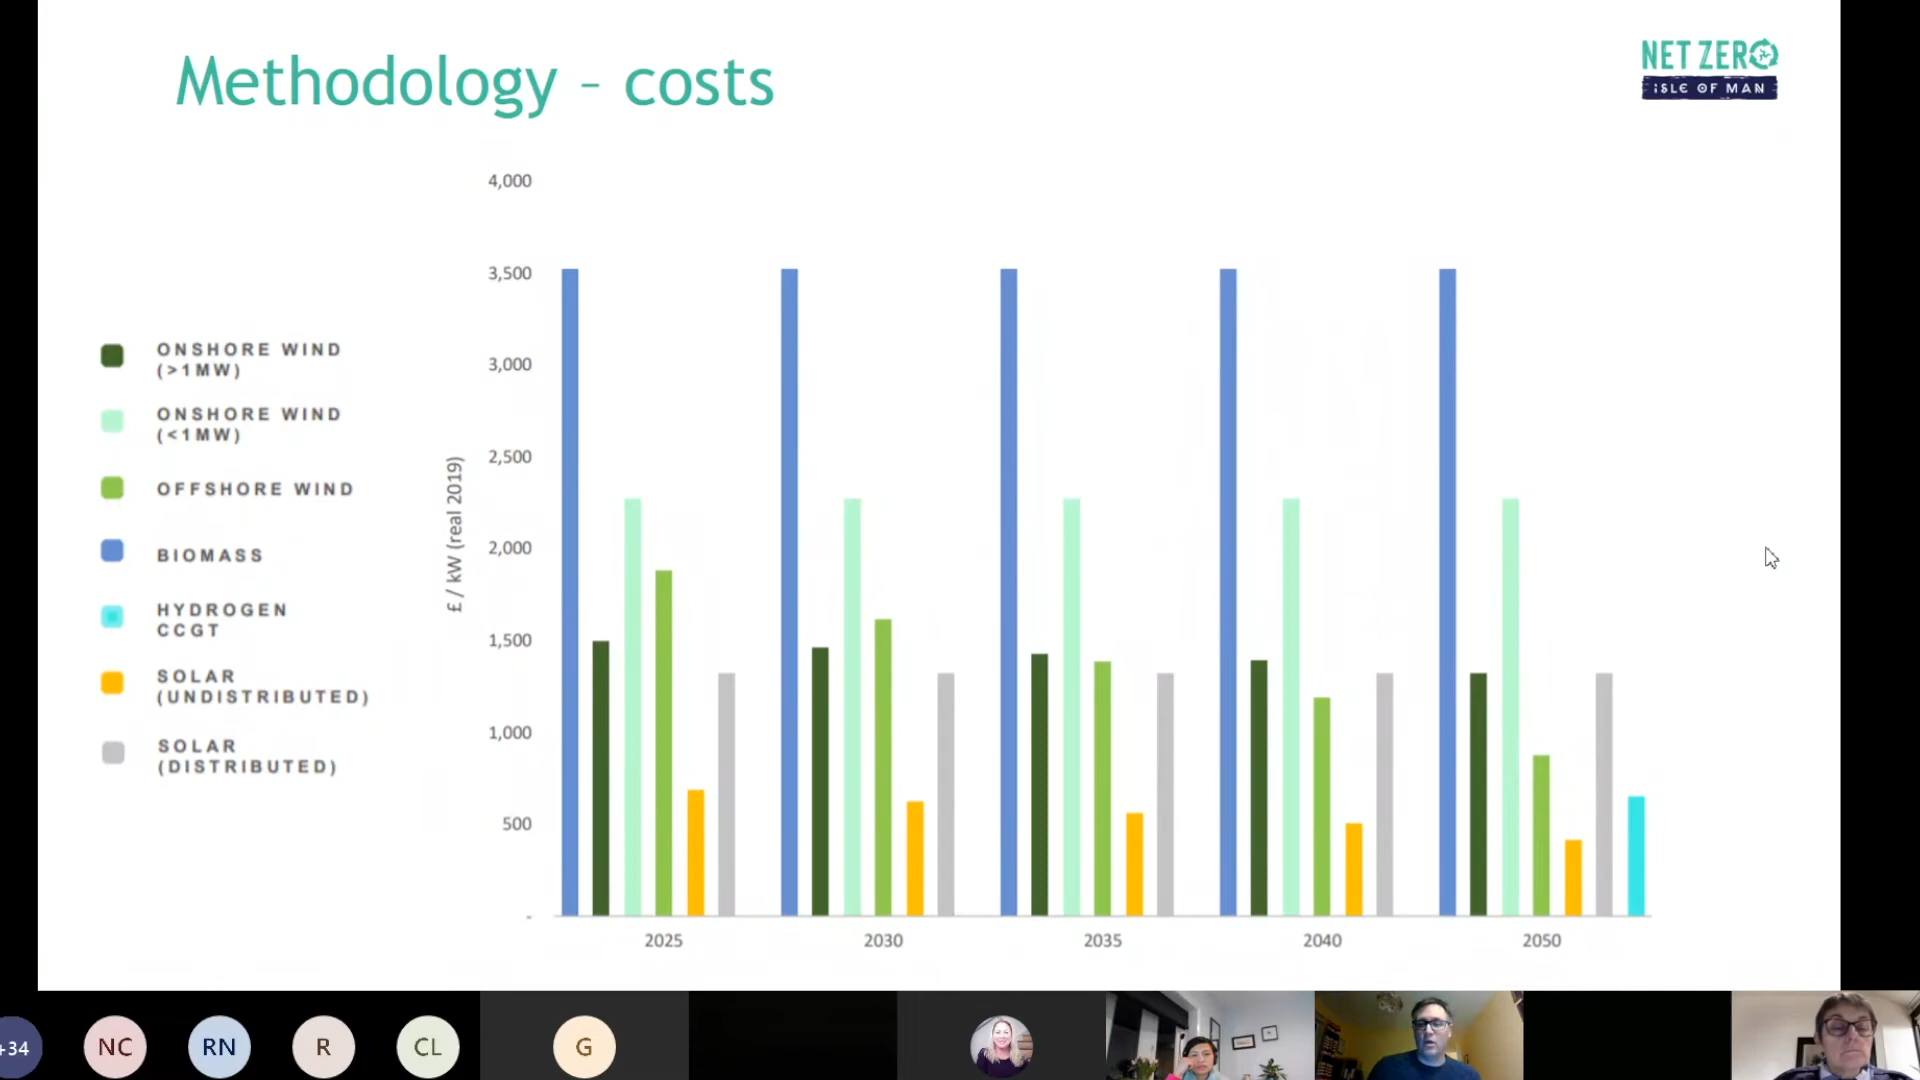 Methodology – costs
NET ZERO
ISLE OF MAN
4,000
3,500
3,000
2,500
2,000
1,500
1,000
500
-
£ / kW (real 2019)
ONSHORE WIND
(>1MW)
ONSHORE WIND
(<1MW)
OFFSHORE WIND
BIOMASS
HYDROGEN
CCGT
SOLAR
(UNDISTRIBUTED)
SOLAR
(DISTRIBUTED)
2025 2030 2035 2040 2050
+34 NC RN R CL G